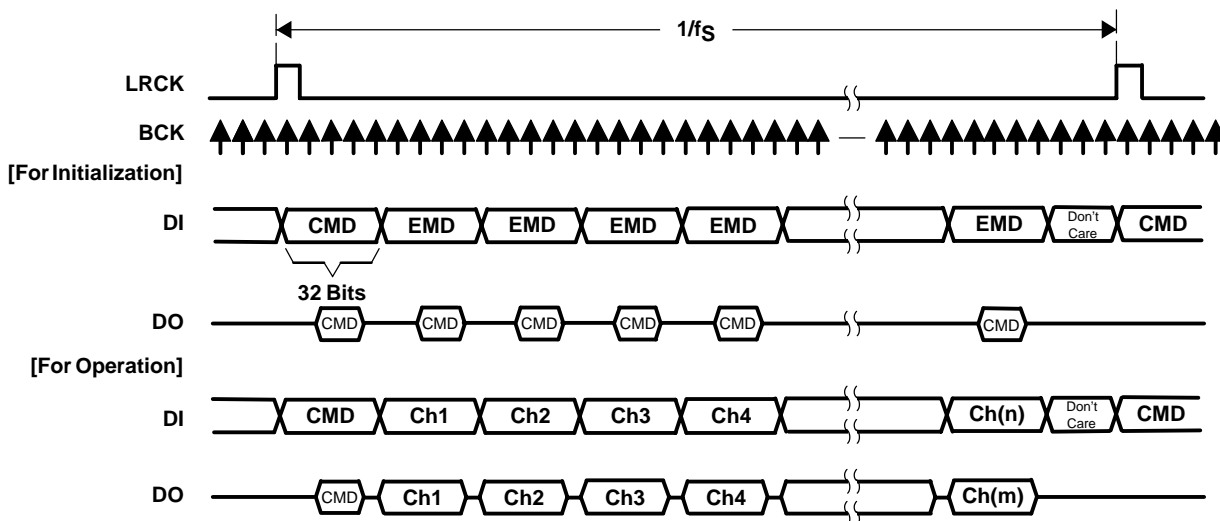 1/fS
LRCK
BCK
[For Initialization]
DI CMD EMD EMD EMD EMD EMD Don't Care CMD
32 Bits
DO CMD CMD CMD CMD CMD CMD
[For Operation]
DI CMD Ch1 Ch2 Ch3 Ch4 Ch(n) Don't Care CMD
DO CMD Ch1 Ch2 Ch3 Ch4 Ch(m)